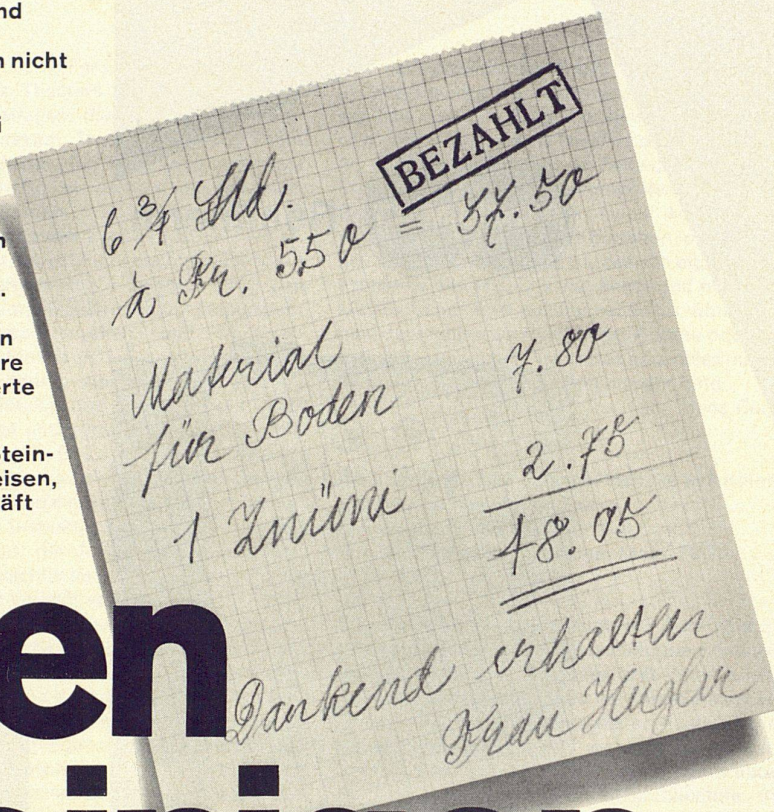 nd
n nicht
i
n
.
n
re
erte
tein-
eisen,
äft
en
BEZAHLT
6 3/4 Std.
à Fr. 5.50 = 37.50
Material
für Boden 7.80
1 Znüni 2.75
48.05
Dankend erhalten
Frau Hugler